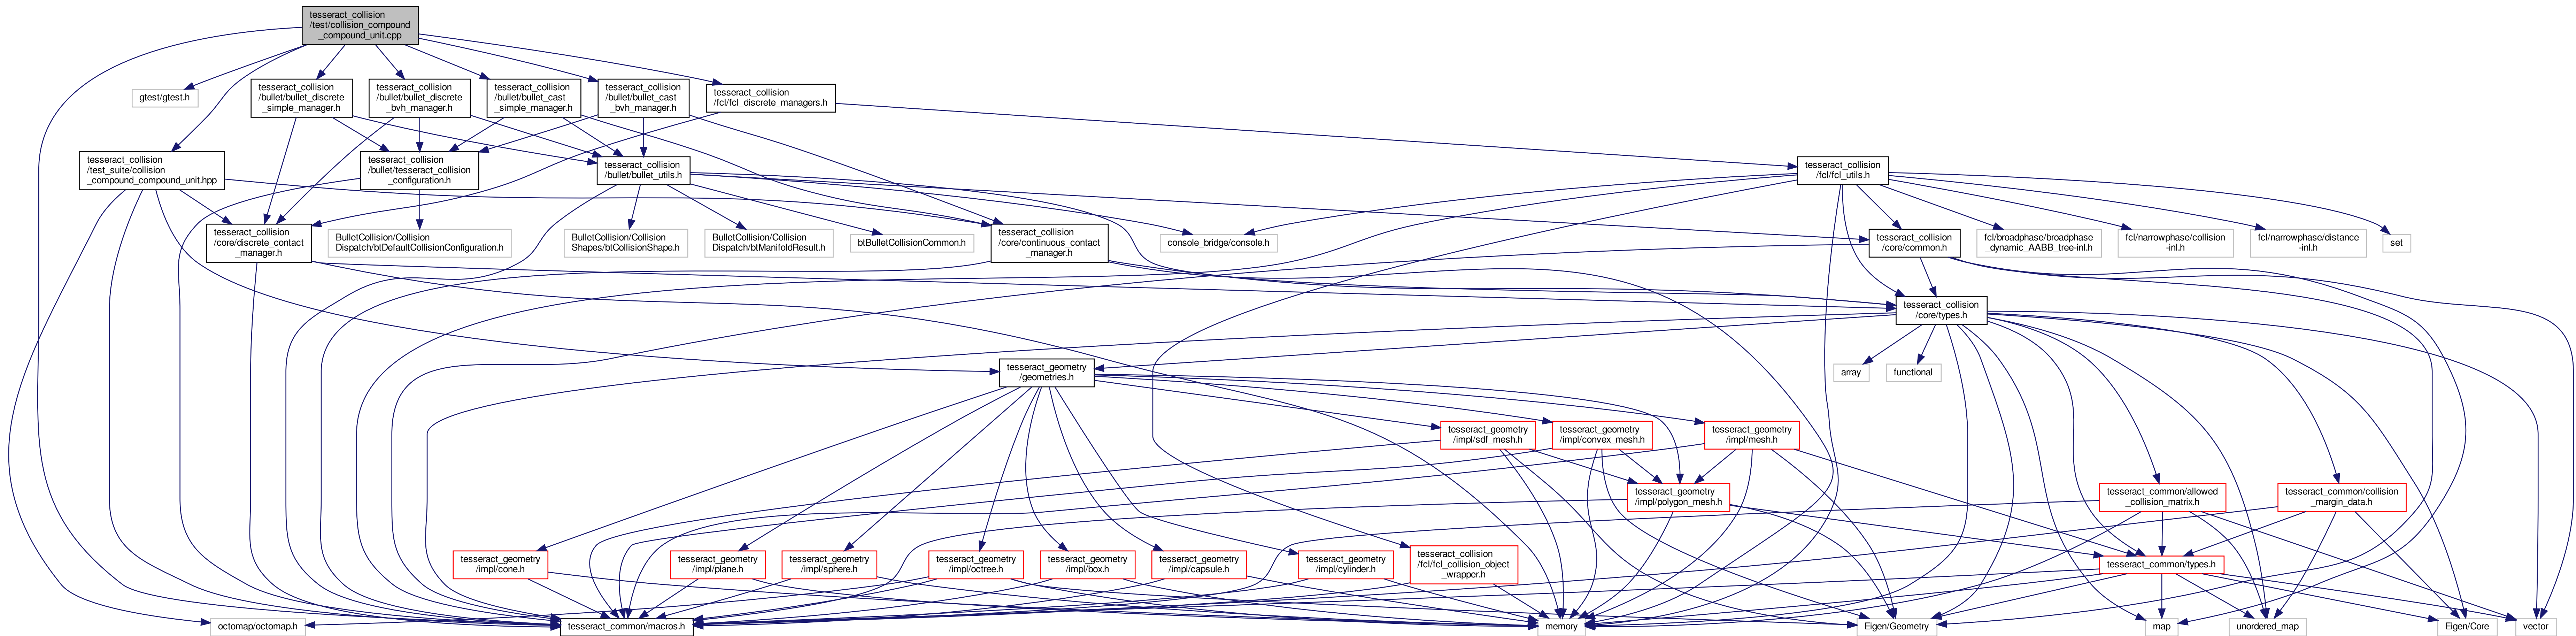 tesseract_collision
/test/collision_compound
_compound_unit.cpp
gtest/gtest.h
tesseract_collision
/bullet/bullet_discrete
_simple_manager.h
tesseract_collision
/bullet/bullet_discrete
_bvh_manager.h
tesseract_collision
/bullet/bullet_cast
_simple_manager.h
tesseract_collision
/bullet/bullet_cast
_bvh_manager.h
tesseract_collision
/fcl/fcl_discrete_managers.h
tesseract_collision
/test_suite/collision
_compound_compound_unit.hpp
tesseract_collision
/bullet/tesseract_collision
_configuration.h
tesseract_collision
/bullet/bullet_utils.h
tesseract_collision
/fcl/fcl_utils.h
tesseract_collision
/core/discrete_contact
_manager.h
BulletCollision/Collision
Dispatch/btDefaultCollisionConfiguration.h
BulletCollision/Collision
Shapes/btCollisionShape.h
BulletCollision/Collision
Dispatch/btManifoldResult.h
btBulletCollisionCommon.h
tesseract_collision
/core/continuous_contact
_manager.h
console_bridge/console.h
tesseract_collision
/core/common.h
fcl/broadphase/broadphase
_dynamic_AABB_tree-inl.h
fcl/narrowphase/collision
-inl.h
fcl/narrowphase/distance
-inl.h
set
tesseract_collision
/core/types.h
tesseract_geometry
/geometries.h
array
functional
tesseract_geometry
/impl/sdf_mesh.h
tesseract_geometry
/impl/convex_mesh.h
tesseract_geometry
/impl/mesh.h
tesseract_geometry
/impl/polygon_mesh.h
tesseract_common/allowed
_collision_matrix.h
tesseract_common/collision
_margin_data.h
tesseract_geometry
/impl/cone.h
tesseract_geometry
/impl/plane.h
tesseract_geometry
/impl/sphere.h
tesseract_geometry
/impl/octree.h
tesseract_geometry
/impl/box.h
tesseract_geometry
/impl/capsule.h
tesseract_geometry
/impl/cylinder.h
tesseract_collision
/fcl/fcl_collision_object
_wrapper.h
tesseract_common/types.h
octomap/octomap.h
tesseract_common/macros.h
memory
Eigen/Geometry
map
unordered_map
Eigen/Core
vector